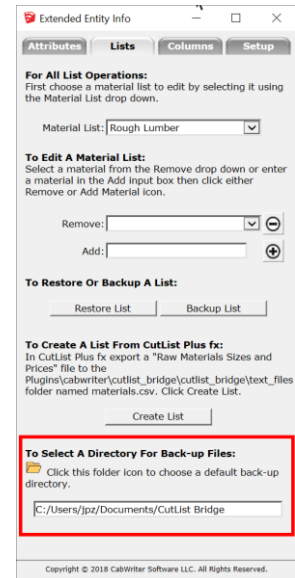 Extended Entity Info
Attributes Lists Columns Setup
For All List Operations:
First choose a material list to edit by selecting it using
the Material List drop down.
Material List: Rough Lumber
To Edit A Material List:
Select a material from the Remove drop down or enter
a material in the Add input box then click either
Remove or Add Material icon.
Remove:
Add:
To Restore Or Backup A List:
Restore List Backup List
To Create A List From CutList Plus fx:
In CutList Plus fx export a "Raw Materials Sizes and
Prices" file to the
Plugins\cabwriter\cutlist_bridge\cutlist_bridge\text_files
folder named materials.csv. Click Create List.
Create List
To Select A Directory For Back-up Files:
Click this folder icon to choose a default back-up
directory.
C:/Users/jpz/Documents/CutList Bridge
Copyright © 2018 CabWriter Software LLC. All Rights Reserved.